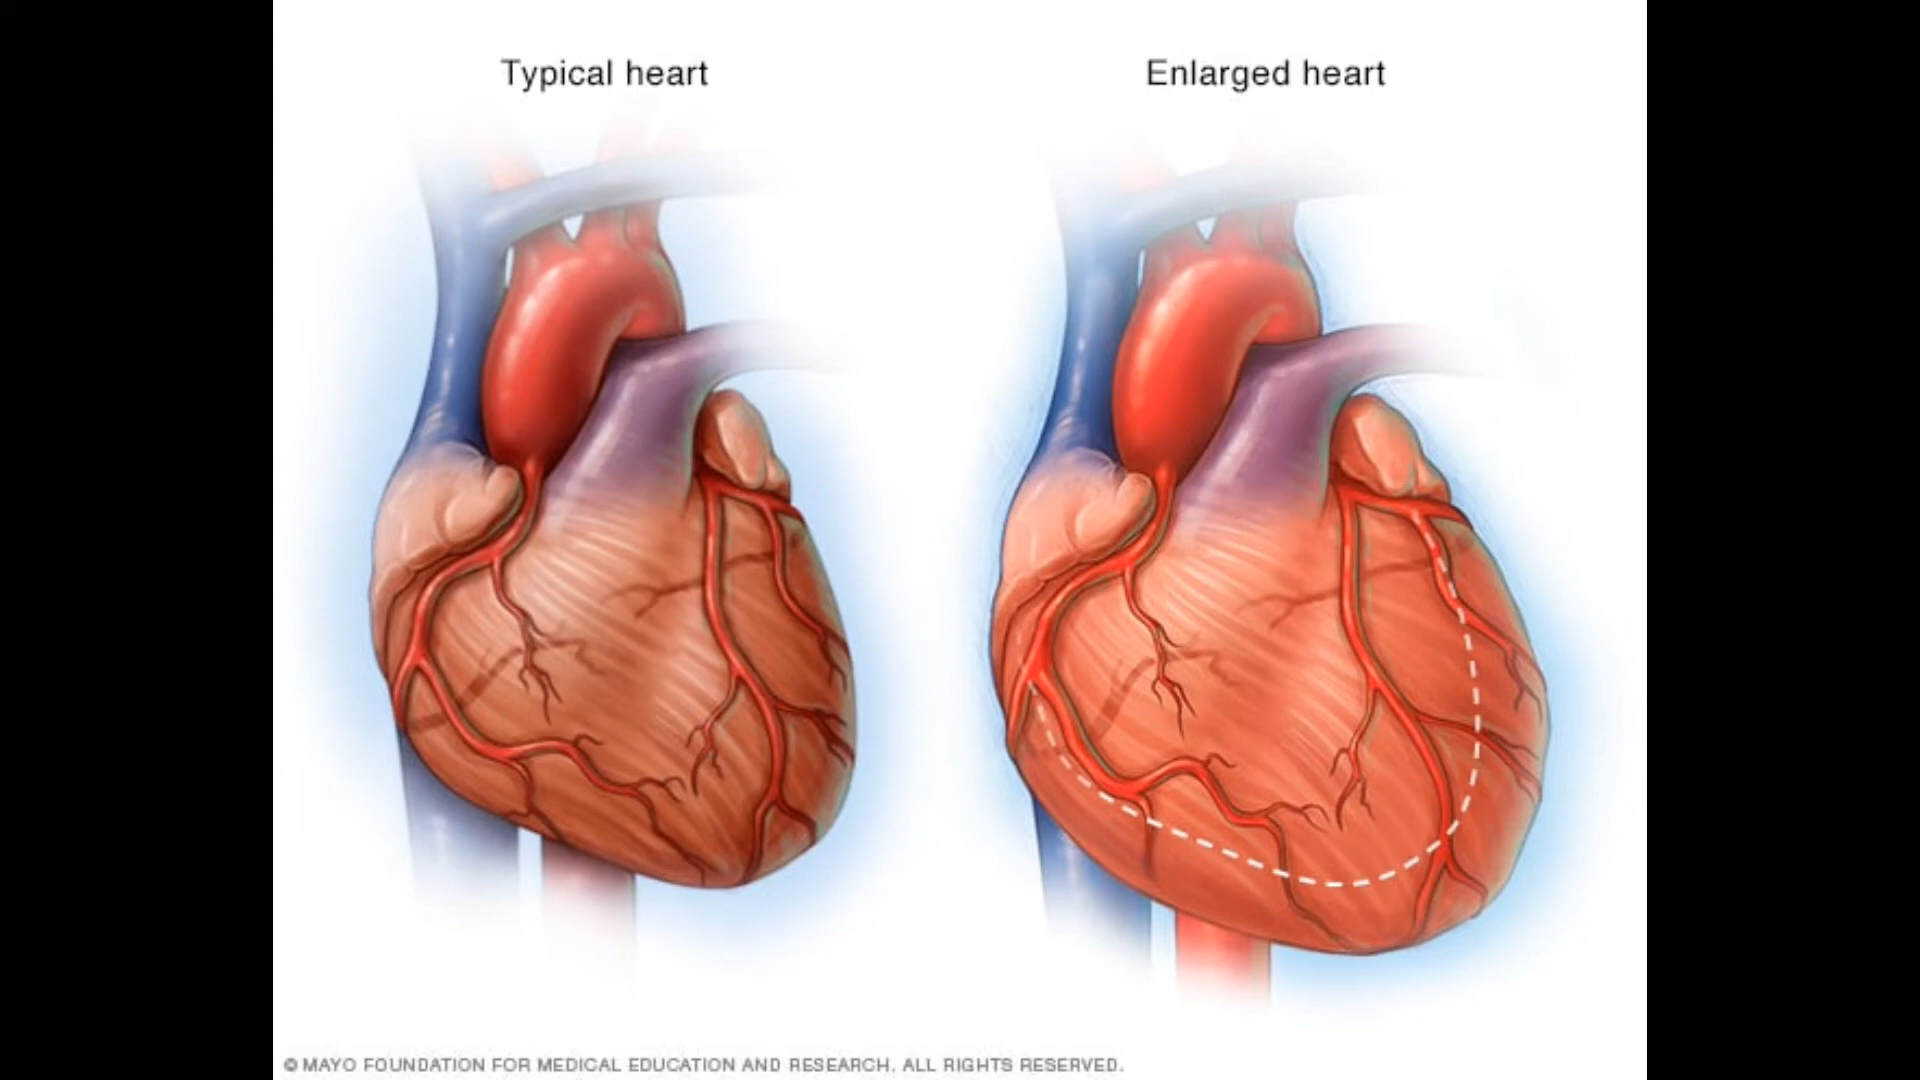 Typical heart
Enlarged heart
© MAYO FOUNDATION FOR MEDICAL EDUCATION AND RESEARCH. ALL RIGHTS RESERVED.